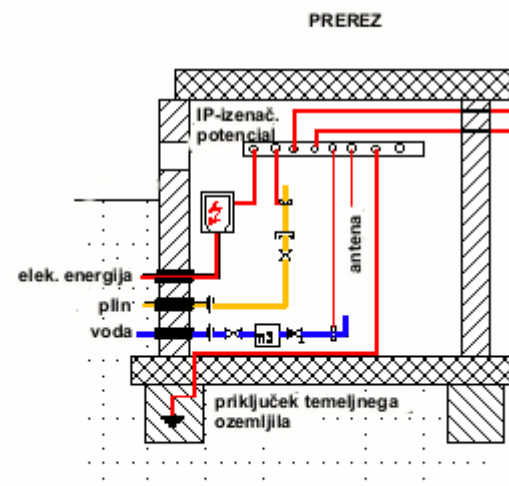 PREREZ
IP-izenač.
potencial
antena
elek. energija
plin
voda
m3
priključek temeljnega
ozemljila